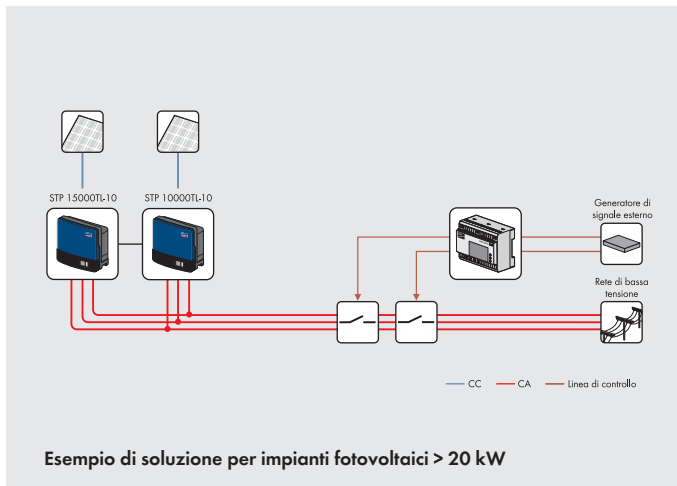 STP 15000TL-10
STP 10000TL-10
Generatore di
signale esterno
Rete di bassa
tensione
CC
CA
Linea di controllo
Esempio di soluzione per impianti fotovoltaici > 20 kW